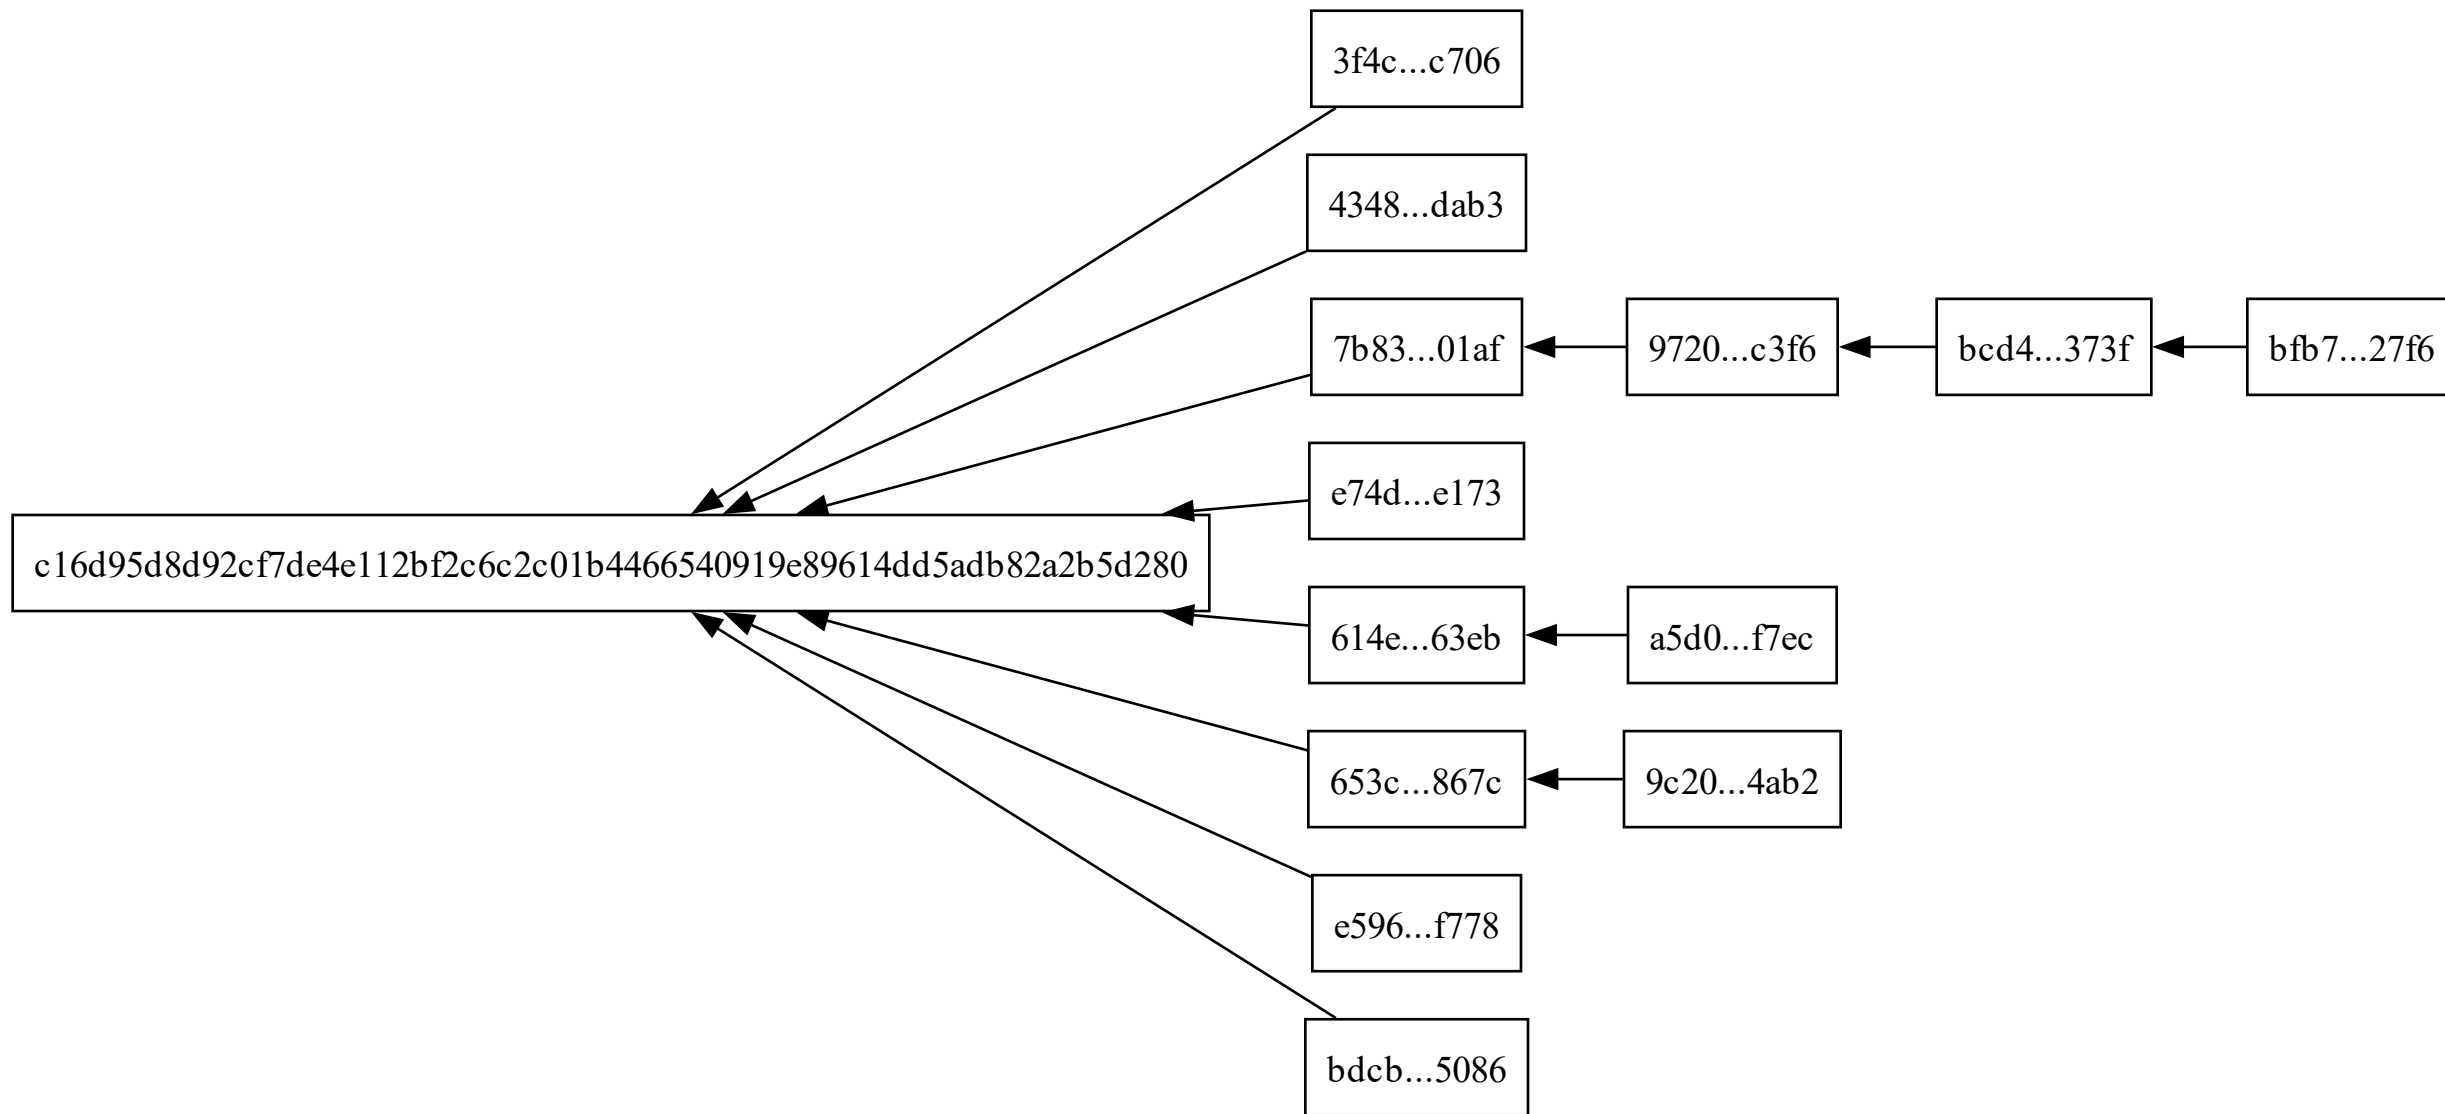 3f4c...c706
4348...dab3
7b83...01af
9720...c3f6
bcd4...373f
bfb7...27f6
e74d...e173
c16d95d8d92cf7de4e112bf2c6c2c01b4466540919e89614dd5adb82a2b5d280
614e...63eb
a5d0...f7ec
653c...867c
9c20...4ab2
e596...f778
bdcb...5086